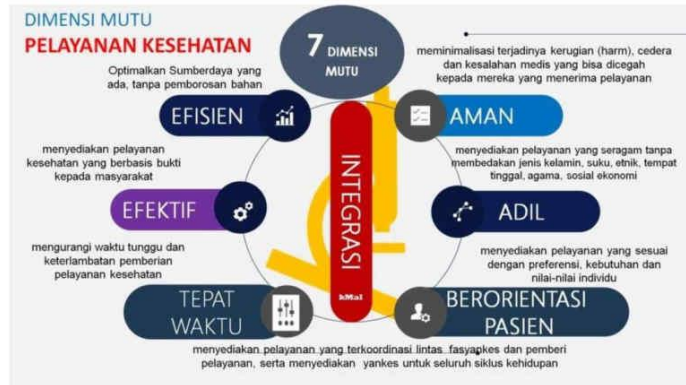 DIMENSI MUTU
PELAYANAN KESEHATAN
7 DIMENSI
MUTU
Optimalkan Sumberdaya yang
ada, tanpa pemborosan bahan
EFISIEN
menyediakan pelayanan
kesehatan yang berbasis bukti
kepada masyarakat
EFEKTIF
mengurangi waktu tunggu dan
keterlambatan pemberian
pelayanan kesehatan
TEPAT
WAKTU
INTEGRASI
kMal
meminimalisasi terjadinya kerugian (harm), cedera
dan kesalahan medis yang bisa dicegah
kepada mereka yang menerima pelayanan
AMAN
menyediakan pelayanan yang seragam tanpa
membedakan jenis kelamin, suku, etnik, tempat
tinggal, agama, sosial ekonomi
ADIL
menyediakan pelayanan yang sesuai
dengan preferensi, kebutuhan dan
nilai-nilai individu
BERORIENTASI
PASIEN
menyediakan pelayanan yang terkoordinasi lintas fasyankes dan pemberi
pelayanan, serta menyediakan yankes untuk seluruh siklus kehidupan